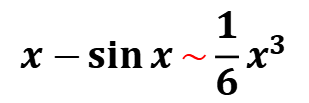 x − sin x ~ 1/6 x³